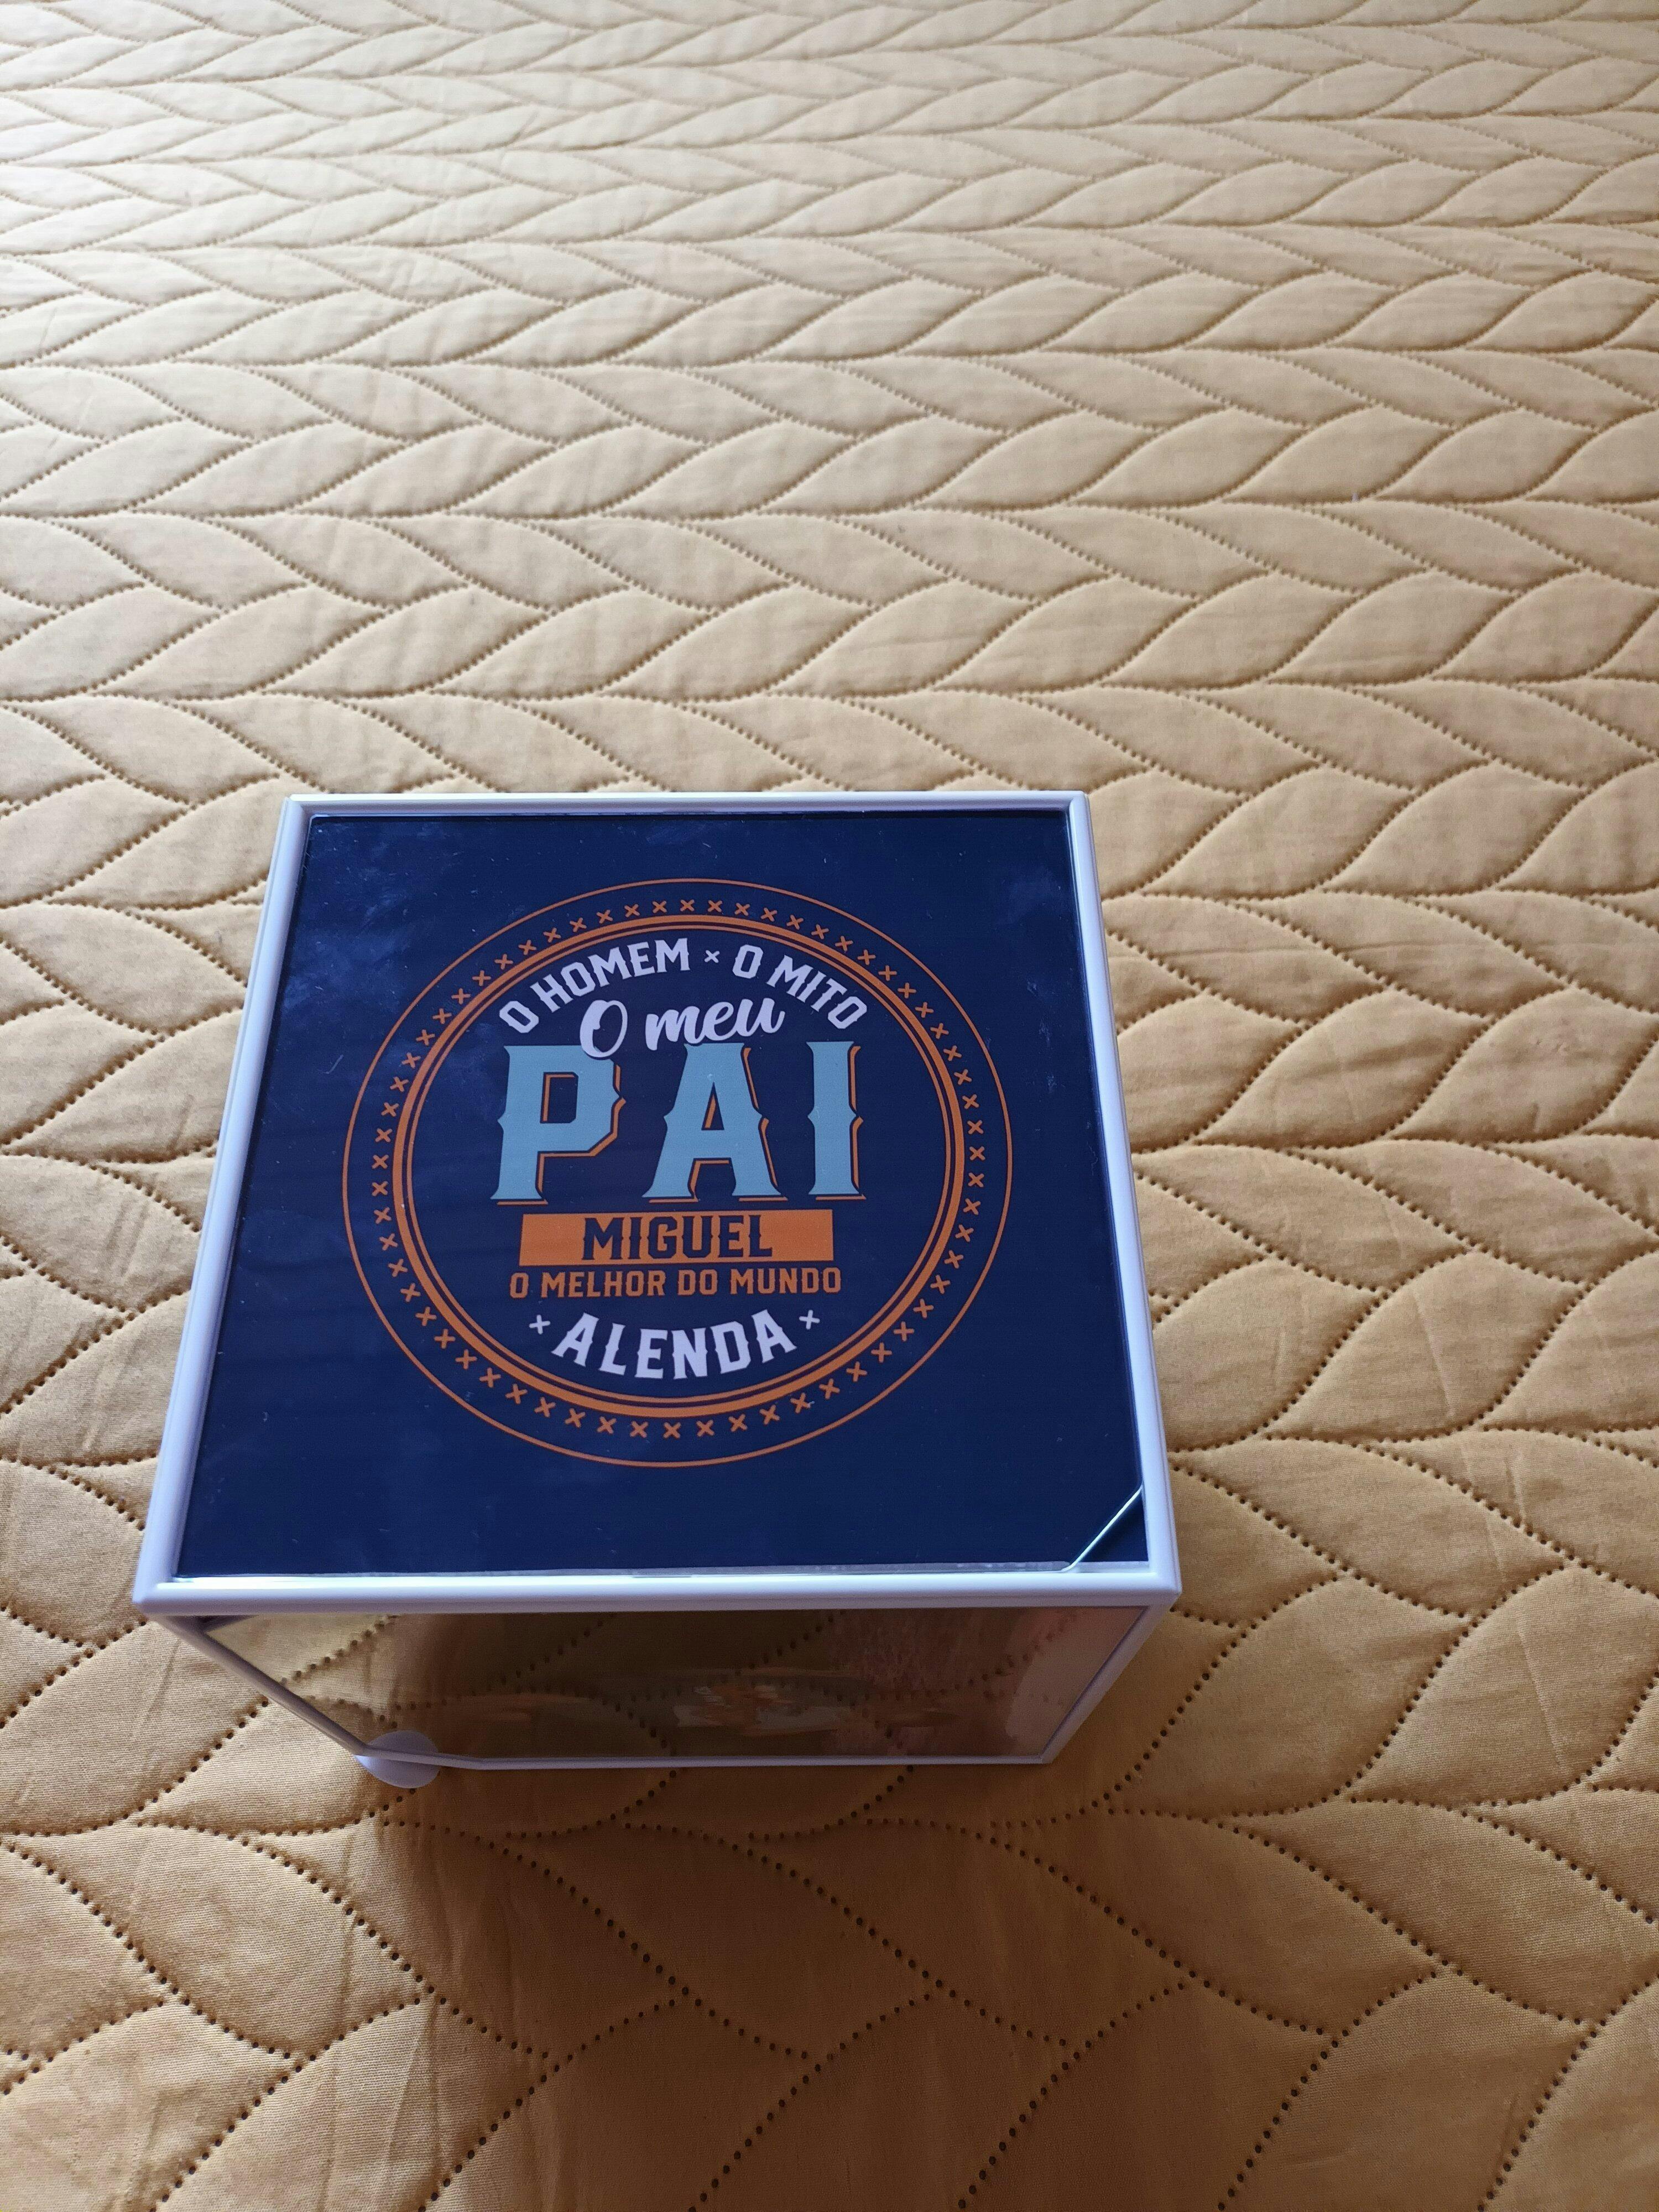 O HOMEM × O MITO
O meu
PAI
MIGUEL
O MELHOR DO MUNDO
× ALENDA ×